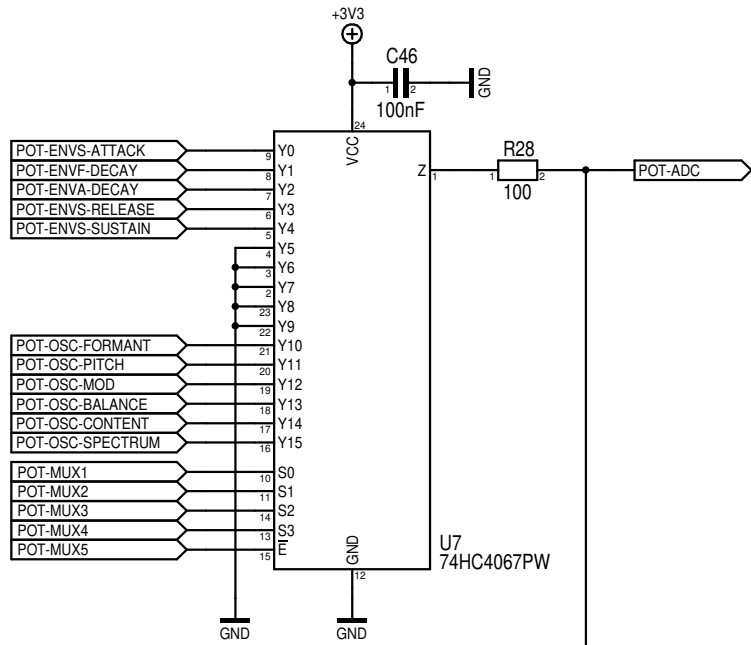 +3V3
C46
1 2
100nF
GND
24
VCC
POT-ENVS-ATTACK 9 Y0
POT-ENVF-DECAY 8 Y1
POT-ENVA-DECAY 7 Y2
POT-ENVS-RELEASE 6 Y3
POT-ENVS-SUSTAIN 5 Y4
4 Y5
3 Y6
2 Y7
23 Y8
22 Y9
POT-OSC-FORMANT 21 Y10
POT-OSC-PITCH 20 Y11
POT-OSC-MOD 19 Y12
POT-OSC-BALANCE 18 Y13
POT-OSC-CONTENT 17 Y14
POT-OSC-SPECTRUM 16 Y15
POT-MUX1 10 S0
POT-MUX2 11 S1
POT-MUX3 14 S2
POT-MUX4 13 S3
POT-MUX5 15 E
Z 1
R28
1 2
100
POT-ADC
U7
74HC4067PW
GND
12
GND
GND